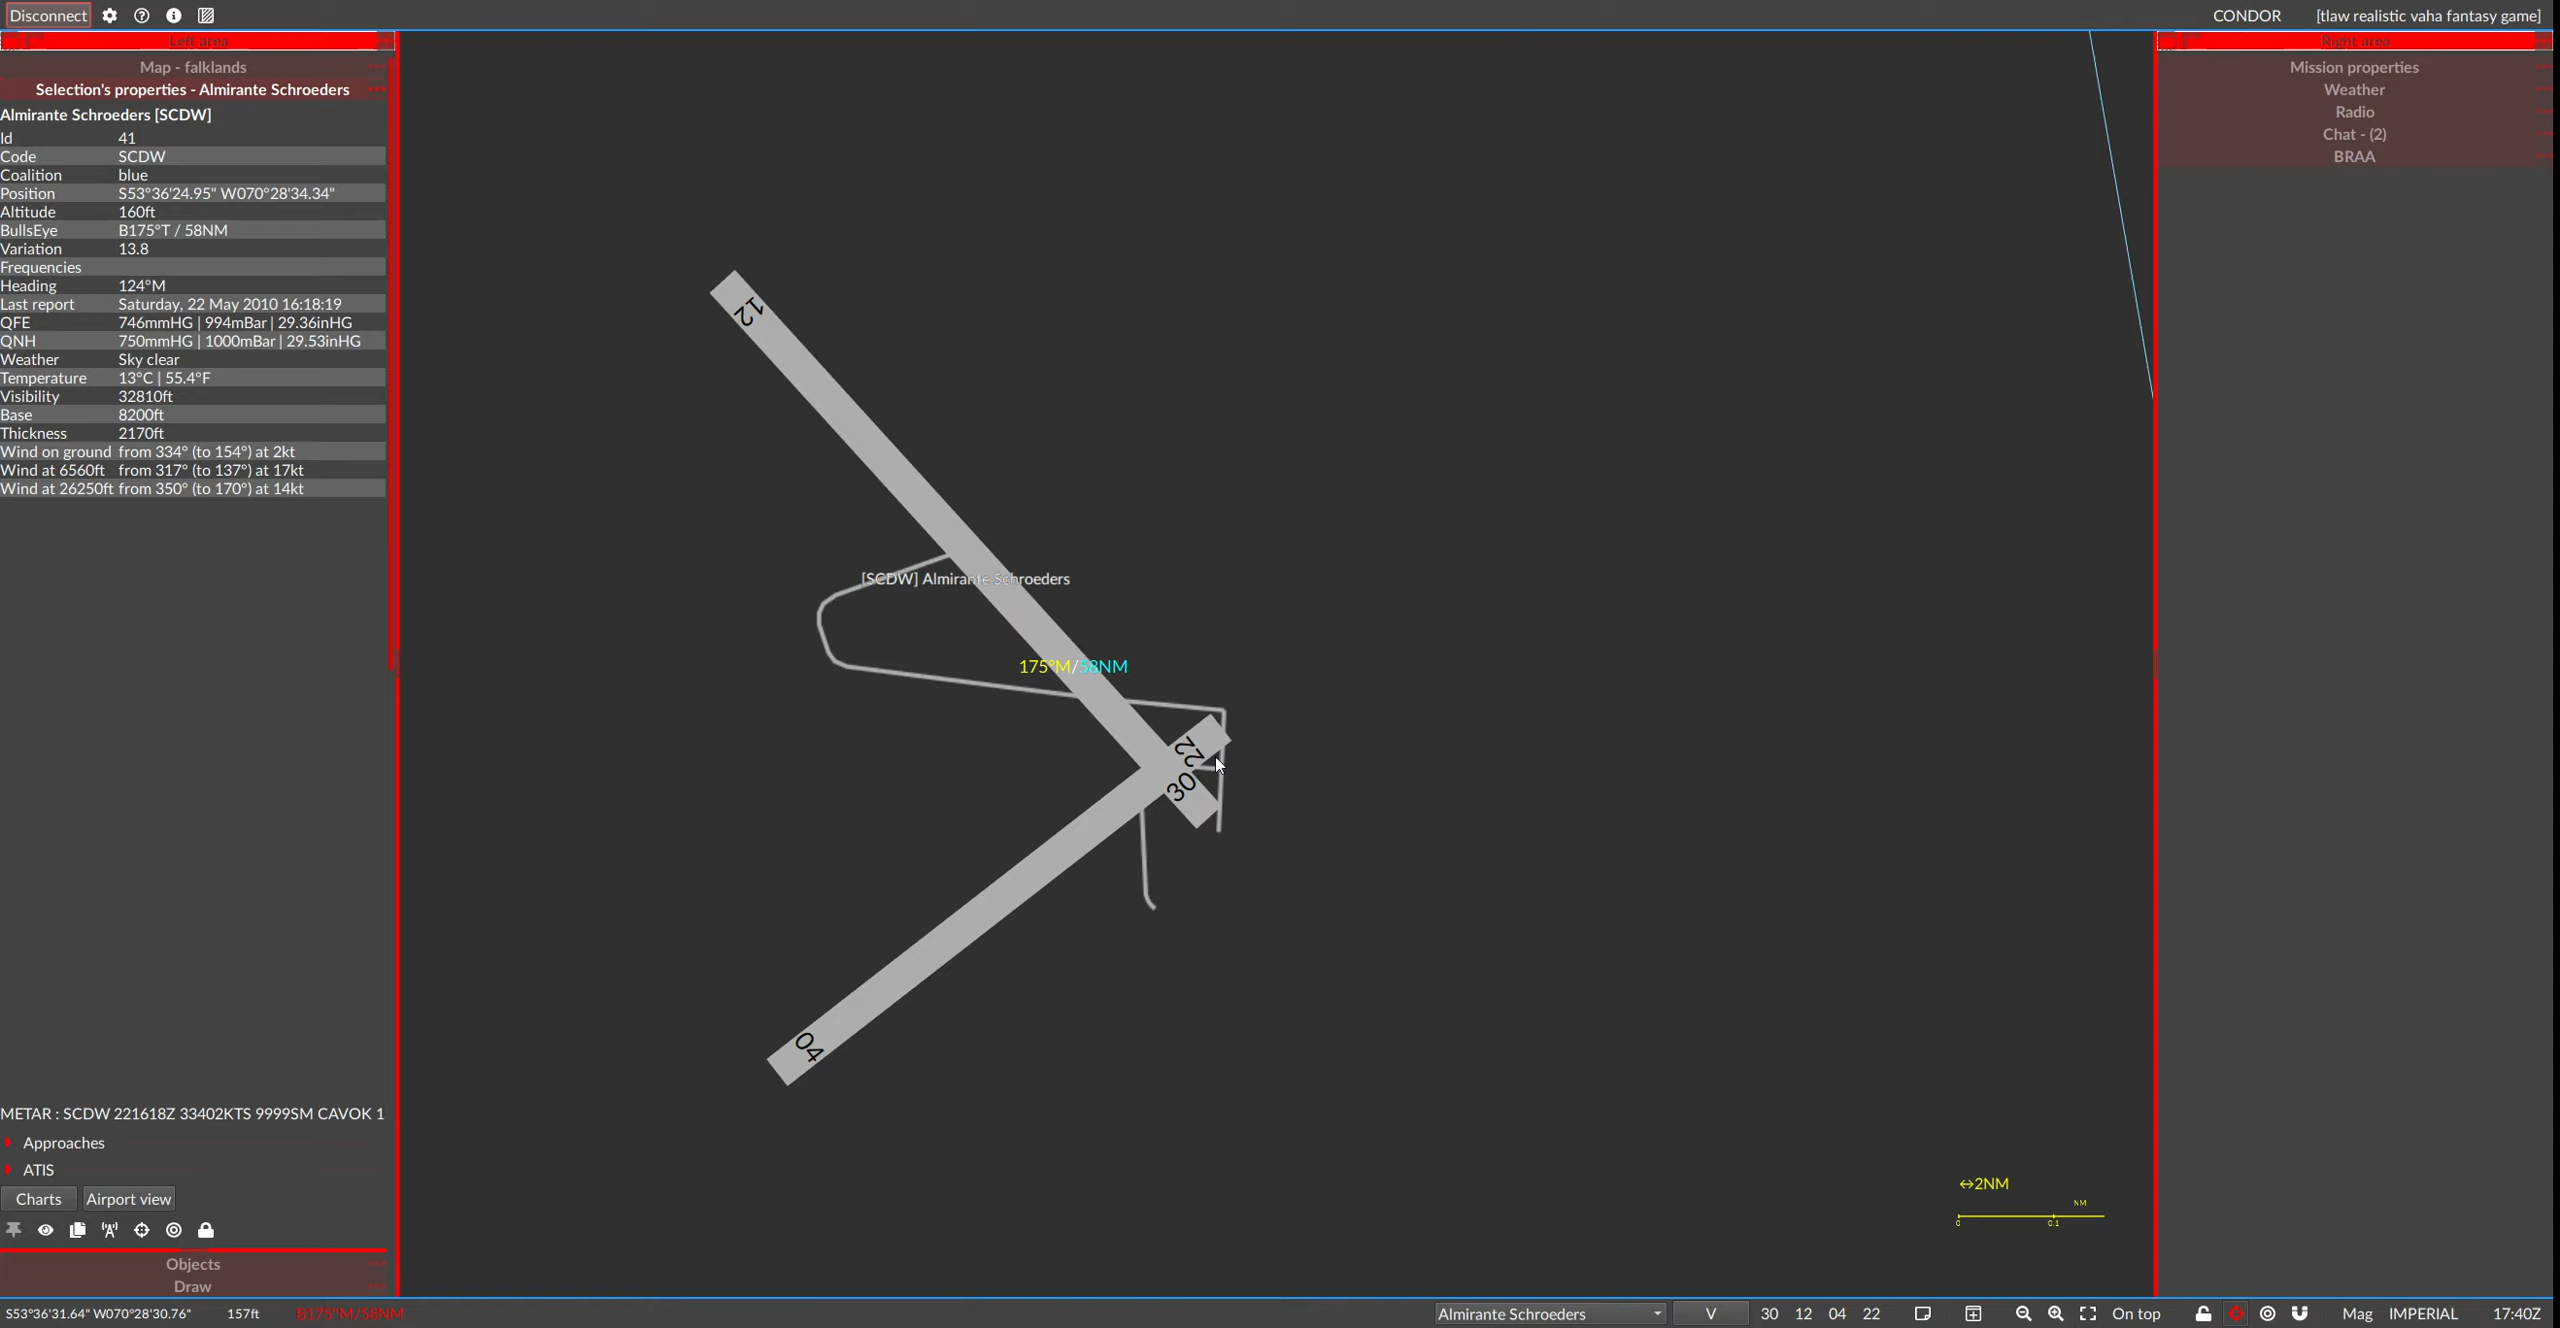 Disconnect
CONDOR [tlaw realistic vaha fantasy game]
Left area
Map - falklands
Selection's properties - Almirante Schroeders
Almirante Schroeders [SCDW]
Id 41
Code SCDW
Coalition blue
Position S53°36'24.95" W070°28'34.34"
Altitude 160ft
BullsEye B175°T / 58NM
Variation 13.8
Frequencies
Heading 124°M
Last report Saturday, 22 May 2010 16:18:19
QFE 746mmHG | 994mBar | 29.36inHG
QNH 750mmHG | 1000mBar | 29.53inHG
Weather Sky clear
Temperature 13°C | 55.4°F
Visibility 32810ft
Base 8200ft
Thickness 2170ft
Wind on ground from 334° (to 154°) at 2kt
Wind at 6560ft from 317° (to 137°) at 17kt
Wind at 26250ft from 350° (to 170°) at 14kt
METAR : SCDW 221618Z 33402KTS 9999SM CAVOK 1
Approaches
ATIS
Charts Airport view
Objects
Draw
12
[SCDW] Almirante Schroeders
175°M/58NM
22
30
04
↔2NM
NM
0 0.1
Right area
Mission properties
Weather
Radio
Chat - (2)
BRAA
S53°36'31.64" W070°28'30.76" 157ft B175°M/58NM
Almirante Schroeders V 30 12 04 22 On top Mag IMPERIAL 17:40Z